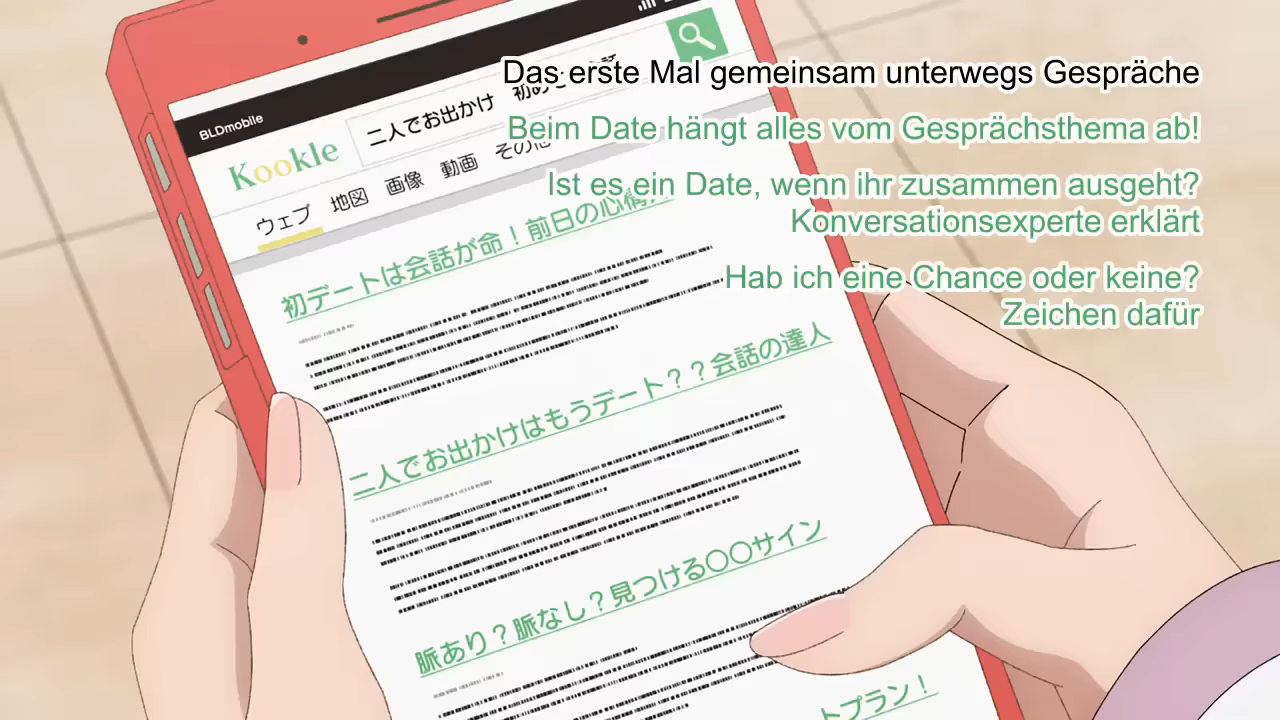 BLDmobile
Kookle
二人でお出かけ 初め
ウェブ 地図 画像 動画 その他
初デートは会話が命！前日の心構え
二人でお出かけはもうデート？？会話の達人
脈あり？脈なし？見つける〇〇サイン
トプラン！
Das erste Mal gemeinsam unterwegs Gespräche
Beim Date hängt alles vom Gesprächsthema ab!
Ist es ein Date, wenn ihr zusammen ausgeht?
Konversationsexperte erklärt
Hab ich eine Chance oder keine?
Zeichen dafür